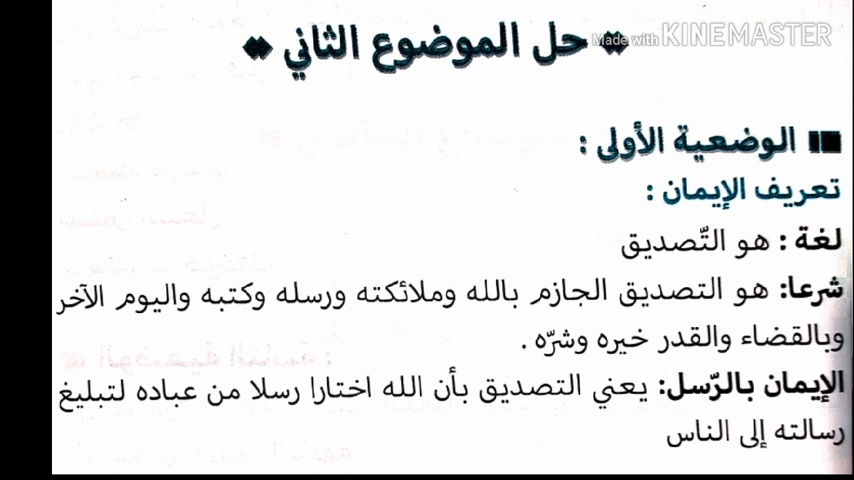 حل الموضوع الثاني
Made with KINEMASTER
الوضعية الأولى :
تعريف الإيمان :
لغة : هو التّصديق
شرعا: هو التصديق الجازم بالله وملائكته ورسله وكتبه واليوم الآخر
وبالقضاء والقدر خيره وشرّه .
الإيمان بالرّسل: يعني التصديق بأن الله اختارا رسلا من عباده لتبليغ
رسالته إلى الناس